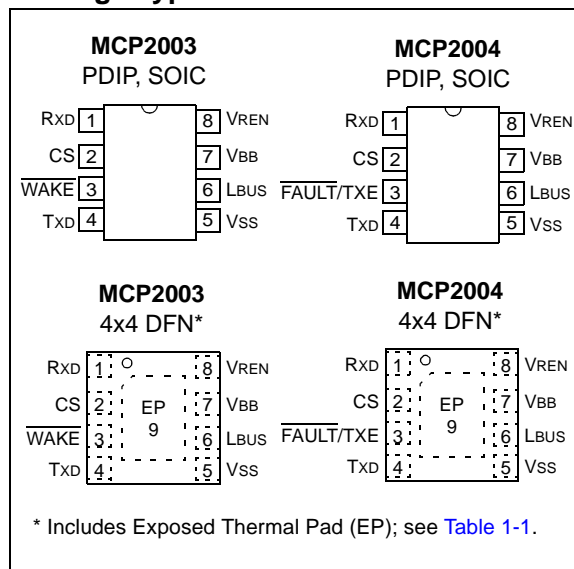 MCP2003
PDIP, SOIC
RXD 1
CS 2
WAKE 3
TXD 4
8 VREN
7 VBB
6 LBUS
5 VSS
MCP2004
PDIP, SOIC
RXD 1
CS 2
FAULT/TXE 3
TXD 4
8 VREN
7 VBB
6 LBUS
5 VSS
MCP2003
4x4 DFN*
RXD 1
CS 2
WAKE 3
TXD 4
EP
9
8 VREN
7 VBB
6 LBUS
5 VSS
MCP2004
4x4 DFN*
RXD 1
CS 2
FAULT/TXE 3
TXD 4
EP
9
8 VREN
7 VBB
6 LBUS
5 VSS
* Includes Exposed Thermal Pad (EP); see Table 1-1.